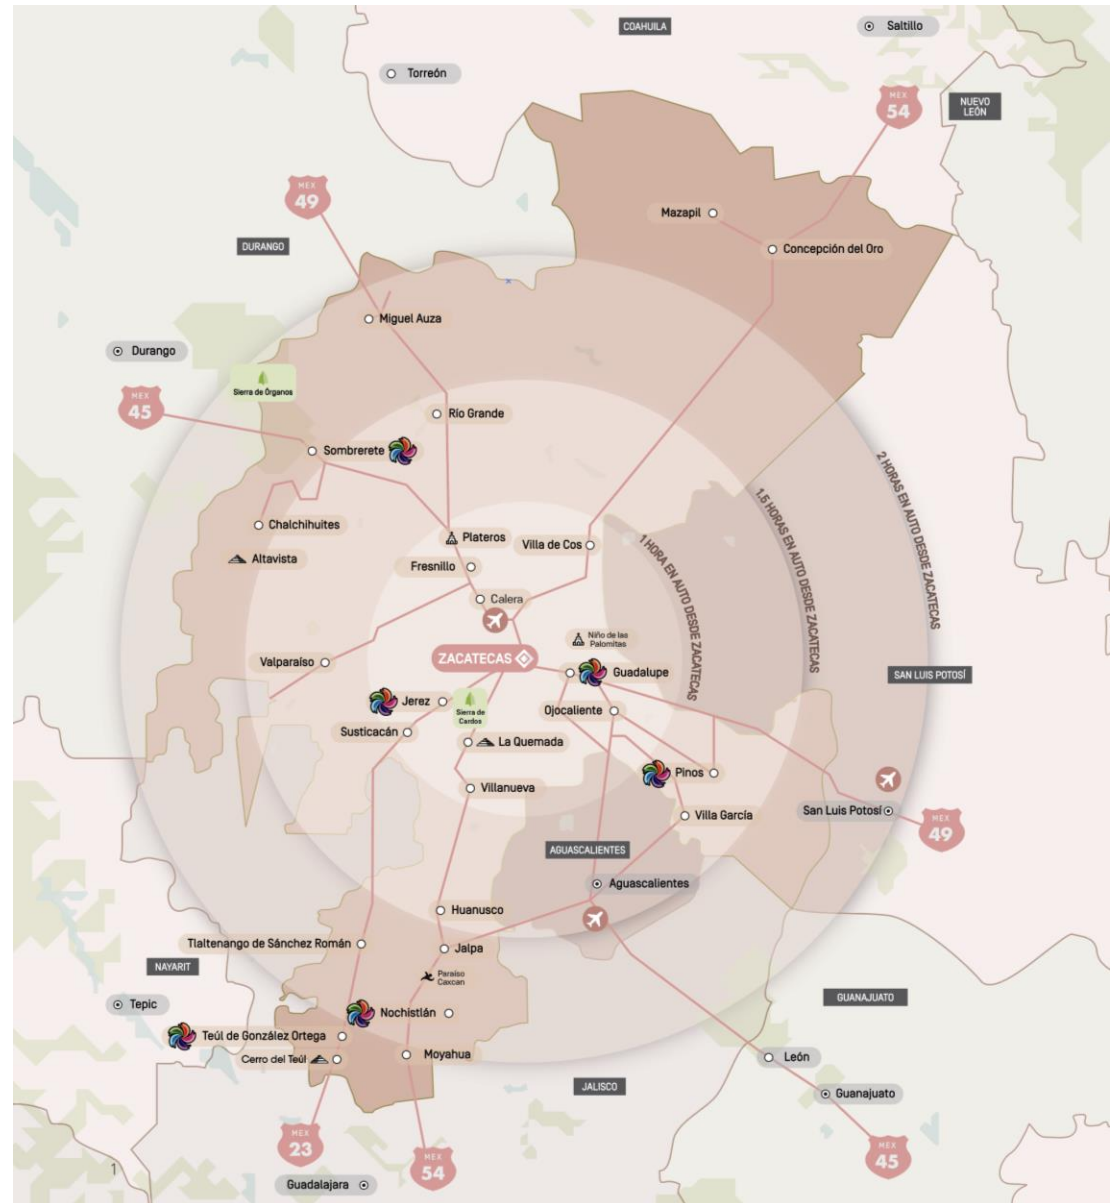 COAHUILA
Saltillo
Torreón
MEX
54
NUEVO
LEÓN
MEX
49
Mazapil
DURANGO
Concepción del Oro
Miguel Auza
Durango
Sierra de Órganos
MEX
45
Río Grande
Sombrerete
2 HORAS EN AUTO DESDE ZACATECAS
1.5 HORAS EN AUTO DESDE ZACATECAS
1 HORA EN AUTO DESDE ZACATECAS
Chalchihuites
Plateros
Villa de Cos
Altavista
Fresnillo
Calera
Niño de las
Palomitas
ZACATECAS
Valparaíso
Guadalupe
SAN LUIS POTOSÍ
Jerez
Sierra de
Cardos
Ojocaliente
Susticacán
La Quemada
Pinos
Villanueva
San Luis Potosí
Villa García
MEX
49
AGUASCALIENTES
Aguascalientes
Huanusco
Tlaltenango de Sánchez Román
Jalpa
NAYARIT
Paraíso
Caxcan
GUANAJUATO
Tepic
Nochistlán
Teúl de González Ortega
Cerro del Teúl
Moyahua
León
JALISCO
Guanajuato
MEX
23
MEX
54
MEX
45
1
Guadalajara